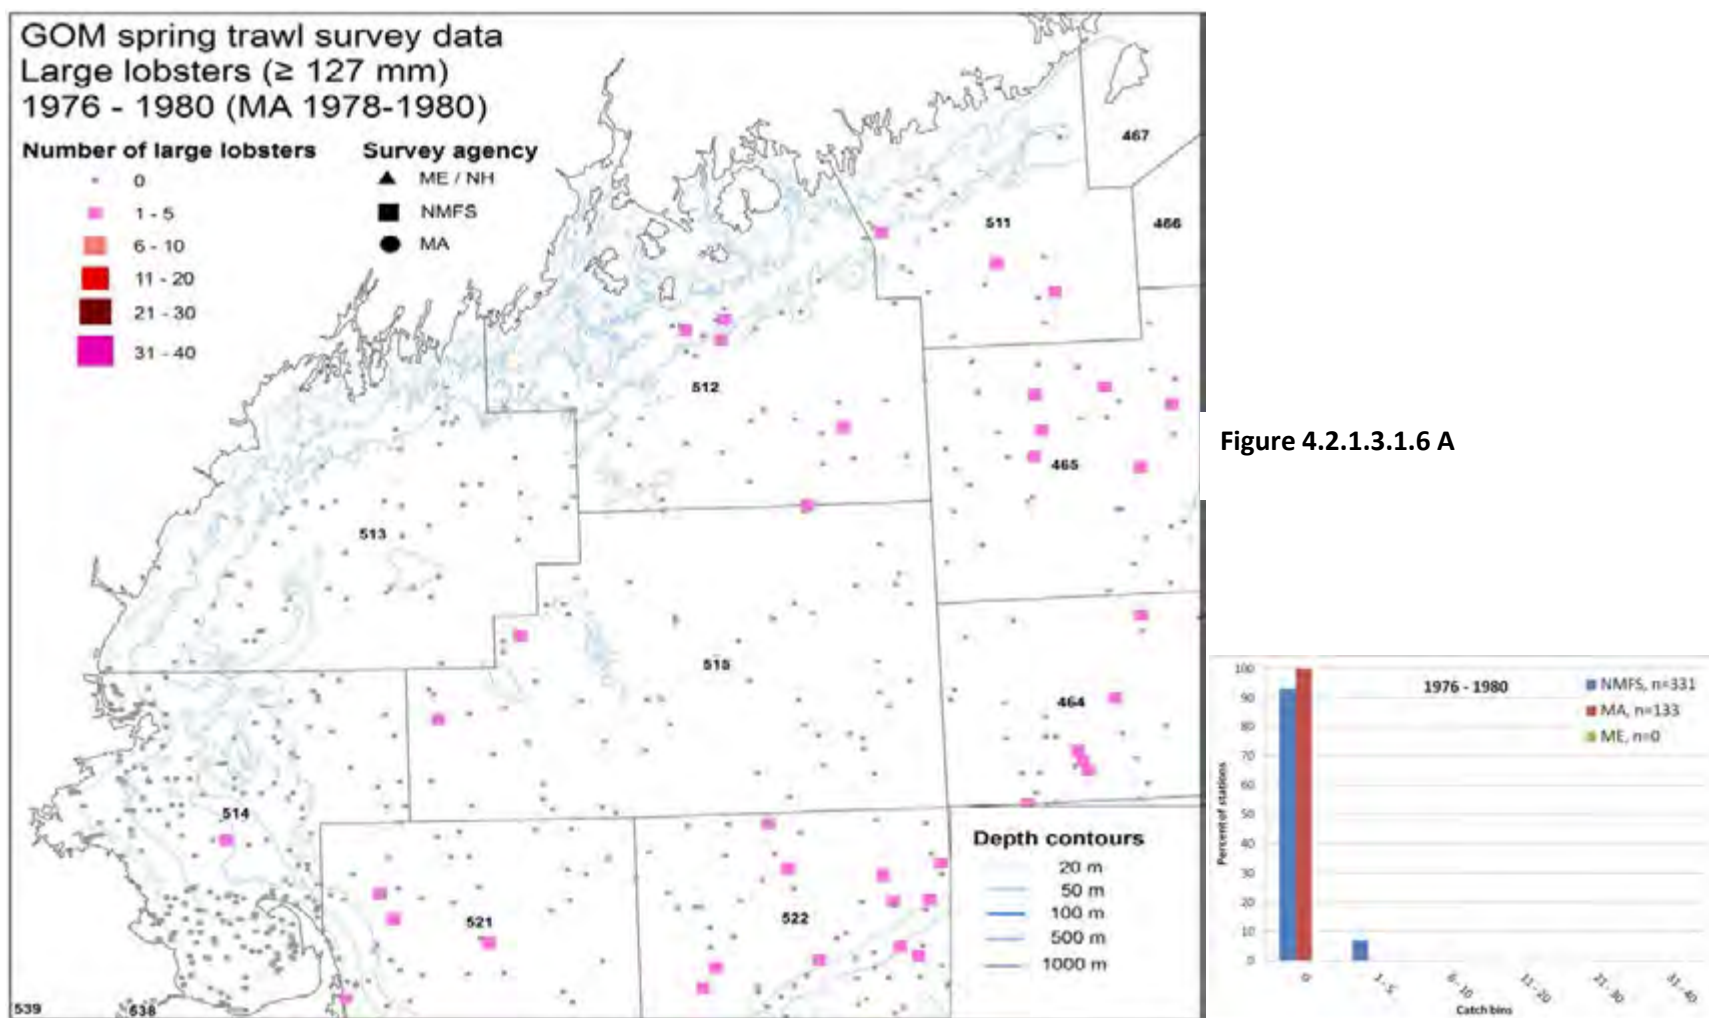 GOM spring trawl survey data
Large lobsters (≥ 127 mm)
1976 - 1980 (MA 1978-1980)
Number of large lobsters
0
1 - 5
6 - 10
11 - 20
21 - 30
31 - 40
Survey agency
ME / NH
NMFS
MA
467
511
466
512
465
513
515
464
514
521
522
539
538
Depth contours
20 m
50 m
100 m
500 m
1000 m
Figure 4.2.1.3.1.6 A
1976 - 1980
NMFS, n=331
MA, n=133
ME, n=0
Percent of stations
100
90
80
70
60
50
40
30
20
10
0
0
1 - 5
6 - 10
11 - 20
21 - 30
31 - 40
Catch bins